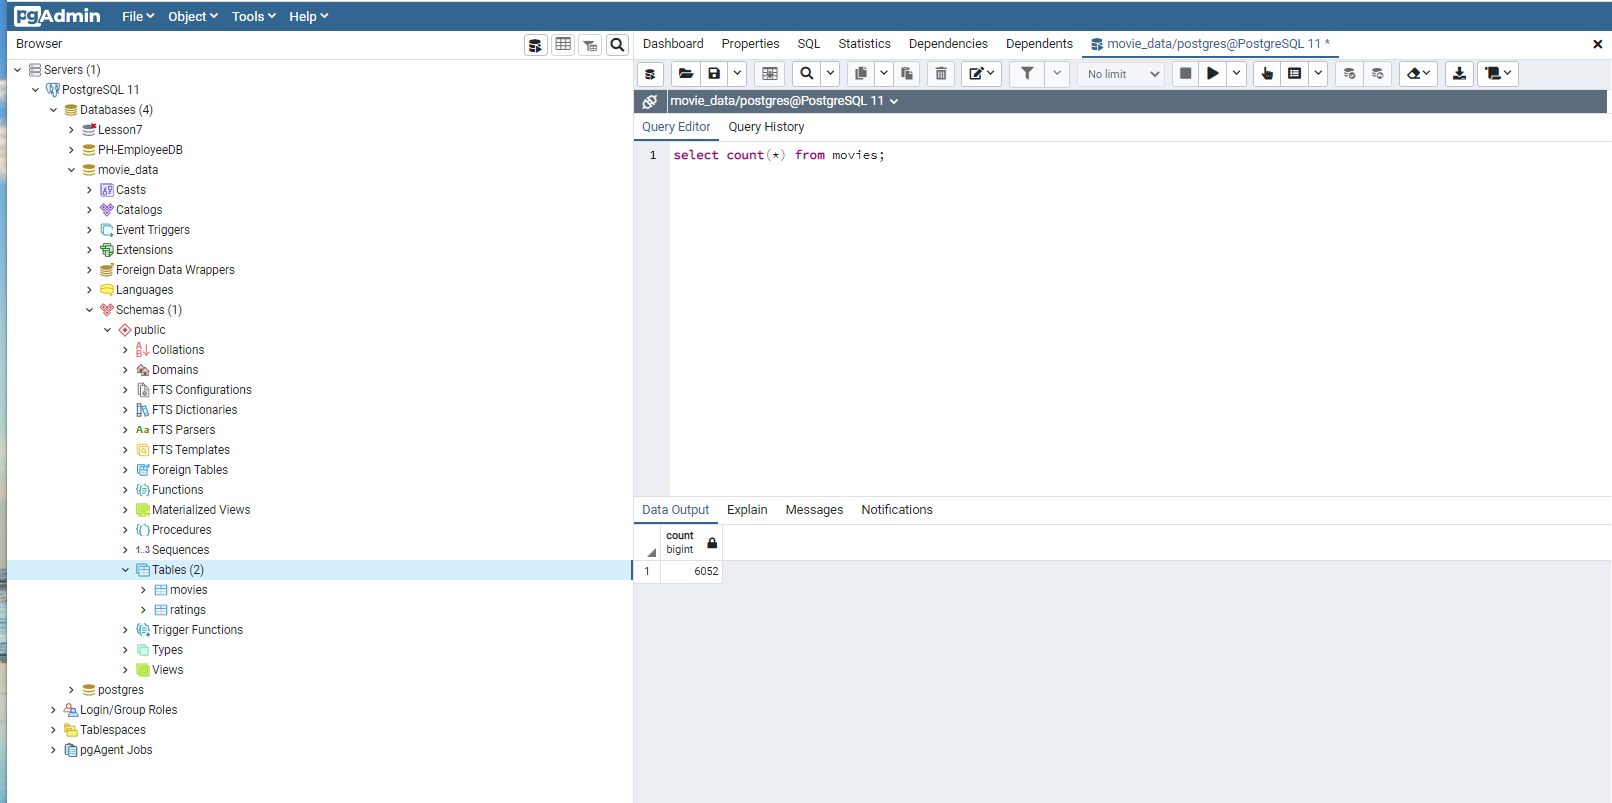 pgAdmin File Object Tools Help
Browser
Dashboard Properties SQL Statistics Dependencies Dependents movie_data/postgres@PostgreSQL 11 *
No limit
movie_data/postgres@PostgreSQL 11
Query Editor Query History
1 select count(*) from movies;
Servers (1)
PostgreSQL 11
Databases (4)
Lesson7
PH-EmployeeDB
movie_data
Casts
Catalogs
Event Triggers
Extensions
Foreign Data Wrappers
Languages
Schemas (1)
public
Collations
Domains
FTS Configurations
FTS Dictionaries
Aa FTS Parsers
FTS Templates
Foreign Tables
Functions
Materialized Views
Procedures
1..3 Sequences
Tables (2)
movies
ratings
Trigger Functions
Types
Views
postgres
Login/Group Roles
Tablespaces
pgAgent Jobs
Data Output Explain Messages Notifications
count
bigint
1 6052